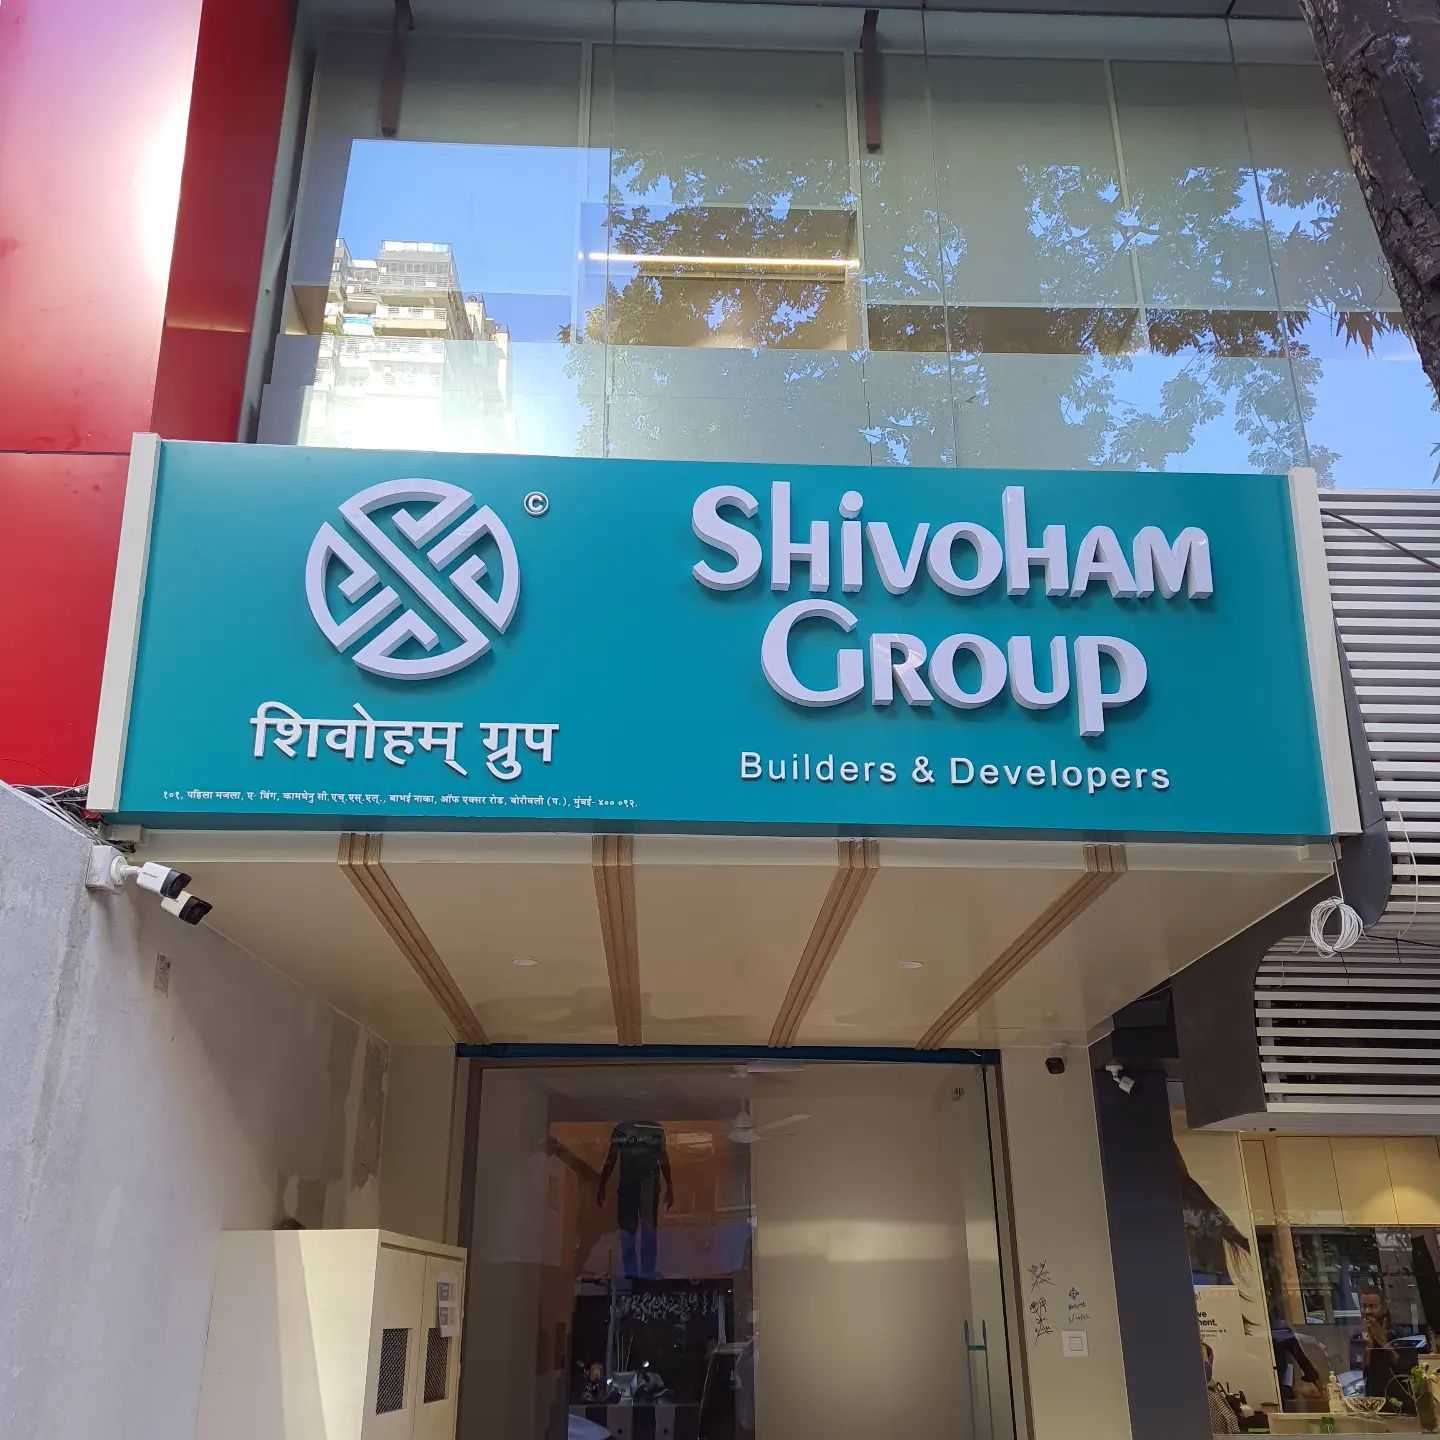 ©
शिवोहम् ग्रुप
१०१, पहिला मजला, ए- विंग, कामधेनु सी.एच्.एस्.एल्., बाभई नाका, ऑफ एक्सर रोड, बोरीवली (प.), मुंबई- ४०० ०९२.
Shivoham
Group
Builders & Developers